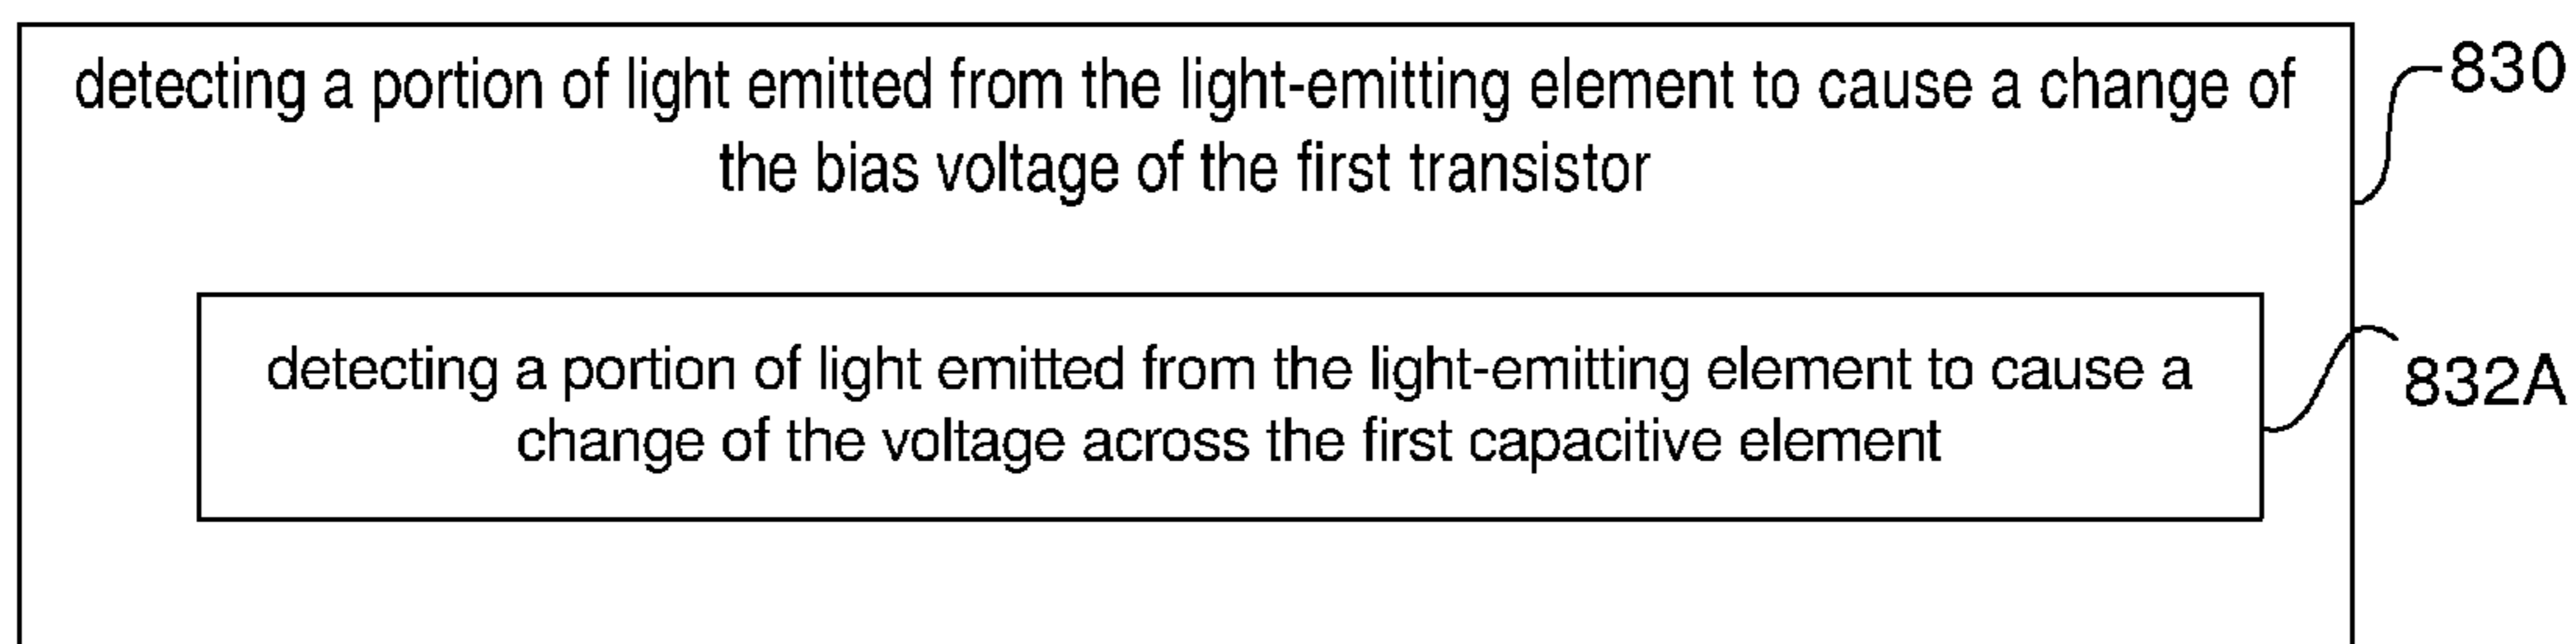 detecting a portion of light emitted from the light-emitting element to cause a change of
the bias voltage of the first transistor
830
detecting a portion of light emitted from the light-emitting element to cause a
change of the voltage across the first capacitive element
832A